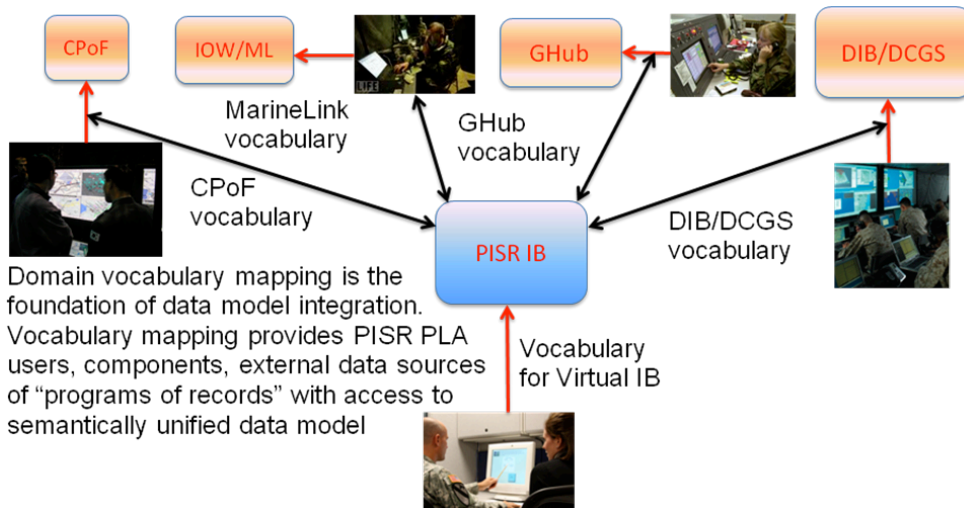 CPoF
IOW/ML
GHub
DIB/DCGS
LIFE
MarineLink
vocabulary
GHub
vocabulary
CPoF
vocabulary
DIB/DCGS
vocabulary
PISR IB
Domain vocabulary mapping is the
foundation of data model integration.
Vocabulary mapping provides PISR PLA
users, components, external data sources
of “programs of records” with access to
semantically unified data model
Vocabulary
for Virtual IB